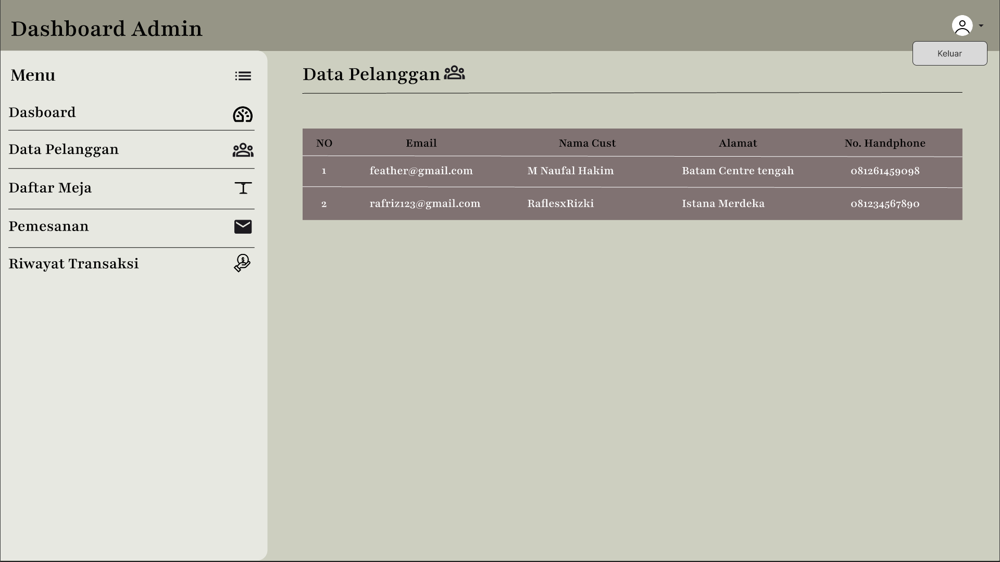 Dashboard Admin
Keluar
Menu
Dasboard
Data Pelanggan
Daftar Meja
Pemesanan
Riwayat Transaksi
Data Pelanggan
NO Email Nama Cust Alamat No. Handphone
1 feather@gmail.com M Naufal Hakim Batam Centre tengah 081261459098
2 rafriz123@gmail.com RaflesxRizki Istana Merdeka 081234567890